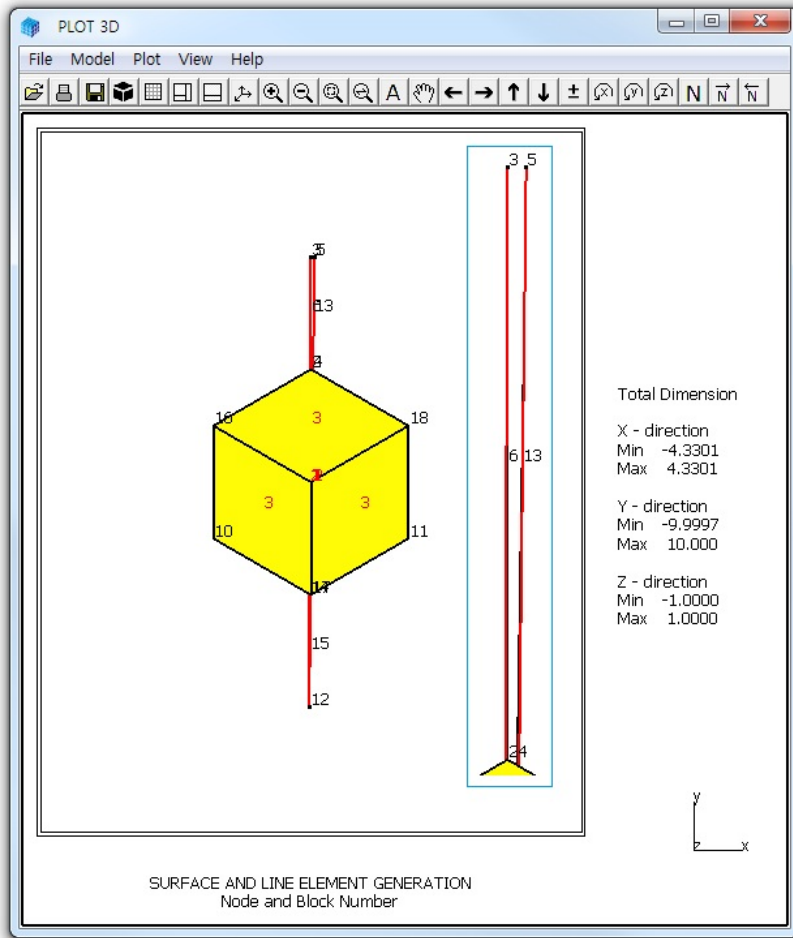 PLOT 3D
File Model Plot View Help
A
x y z N N N
3 5
3 5
13
4
16
3
18
6 13
10
3
3
11
15
12
24
Total Dimension
X - direction
Min -4.3301
Max 4.3301
Y - direction
Min -9.9997
Max 10.000
Z - direction
Min -1.0000
Max 1.0000
y
z
x
SURFACE AND LINE ELEMENT GENERATION
Node and Block Number